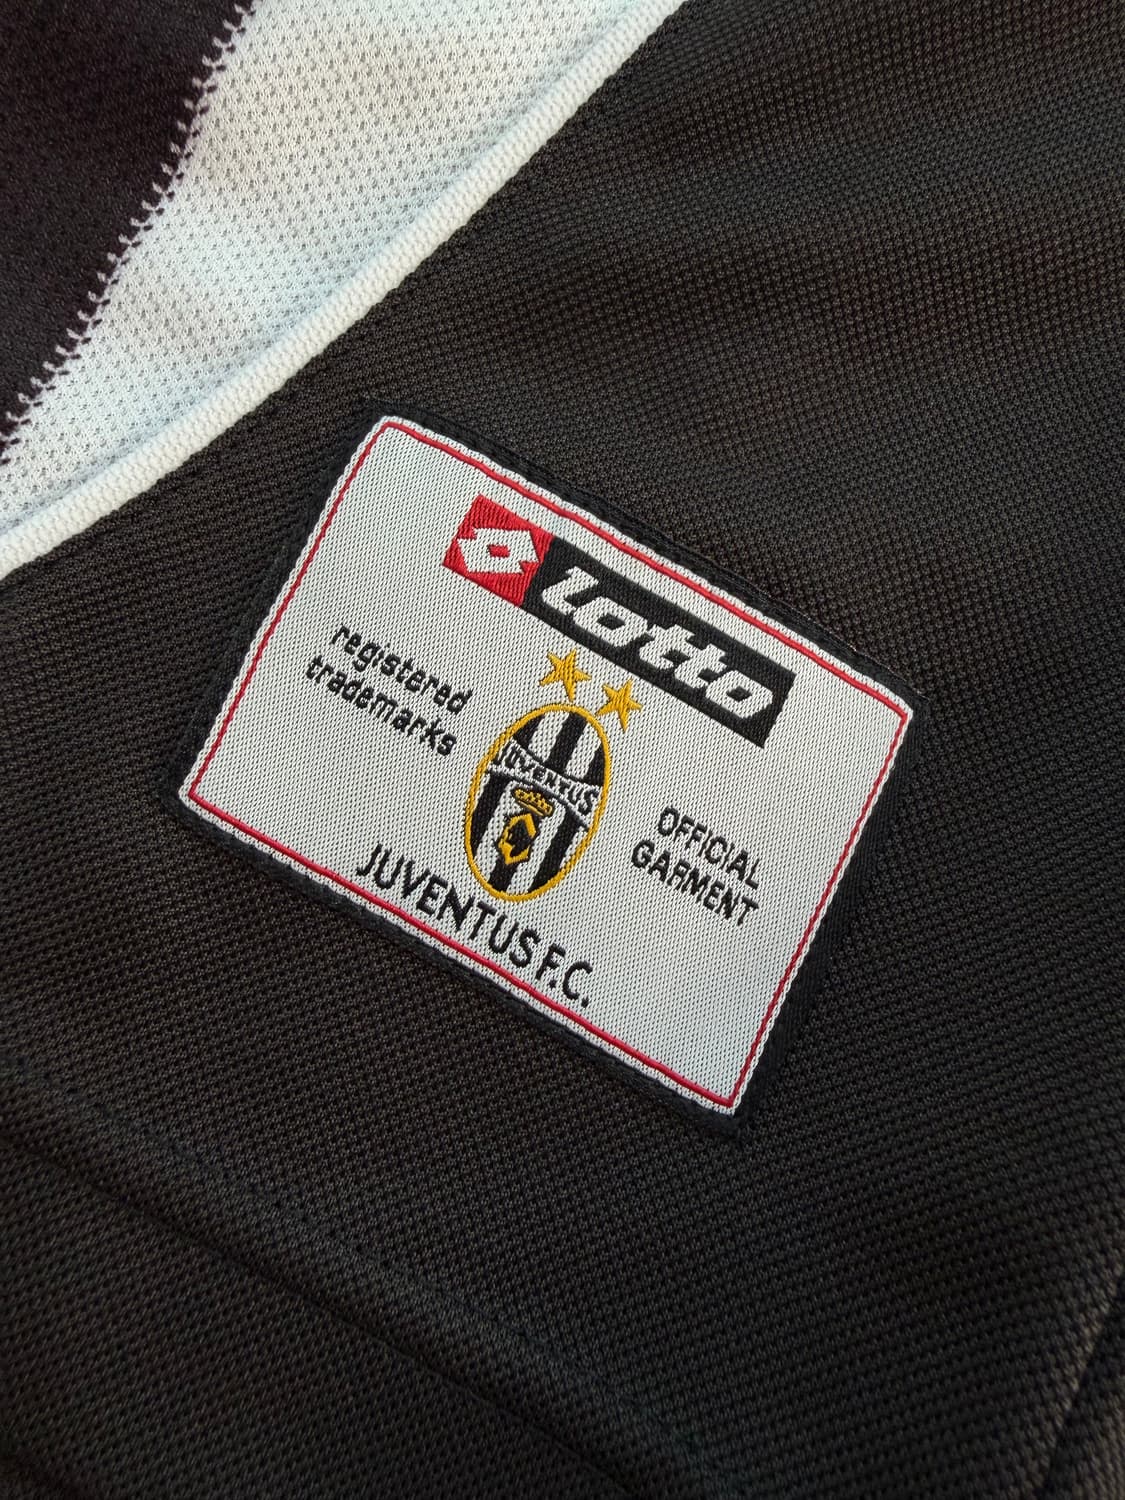 Lotto
registered
trademarks
JUVENTUS
OFFICIAL
GARMENT
JUVENTUS F.C.